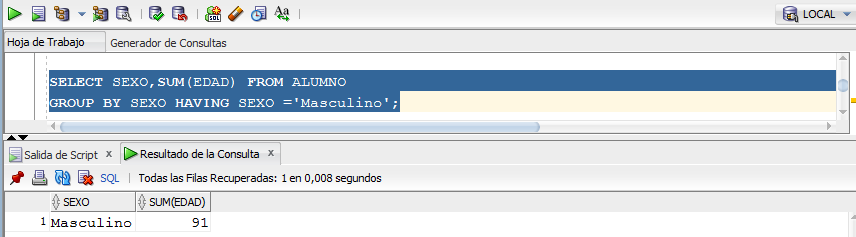 LOCAL
Hoja de Trabajo Generador de Consultas
SELECT SEXO,SUM(EDAD) FROM ALUMNO
GROUP BY SEXO HAVING SEXO ='Masculino';
Salida de Script x Resultado de la Consulta x
SQL | Todas las Filas Recuperadas: 1 en 0,008 segundos
SEXO SUM(EDAD)
1 Masculino 91